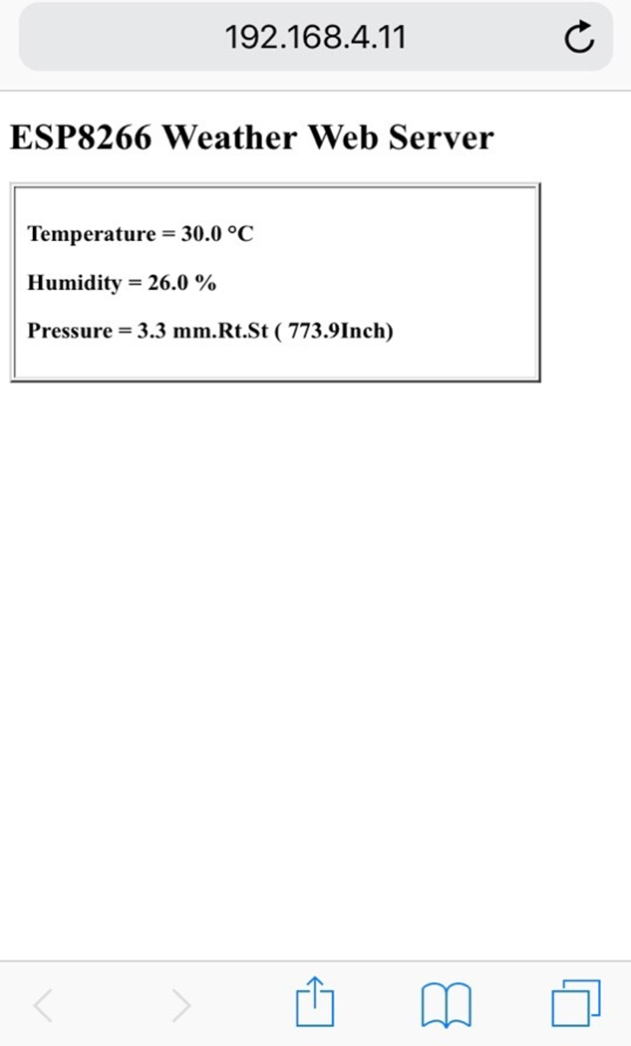 192.168.4.11
ESP8266 Weather Web Server
Temperature = 30.0 °C
Humidity = 26.0 %
Pressure = 3.3 mm.Rt.St ( 773.9Inch)